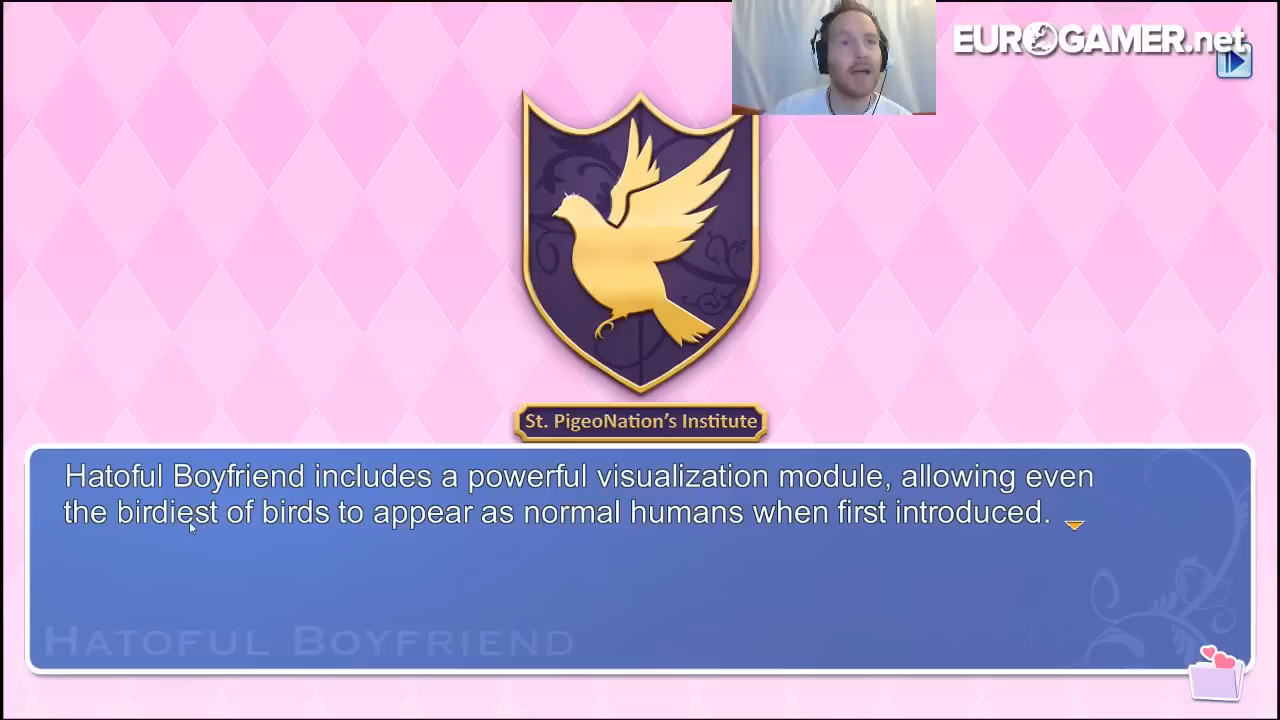 EUROGAMER.net
St. PigeoNation's Institute
Hatoful Boyfriend includes a powerful visualization module, allowing even
the birdiest of birds to appear as normal humans when first introduced.
HATOFUL BOYFRIEND